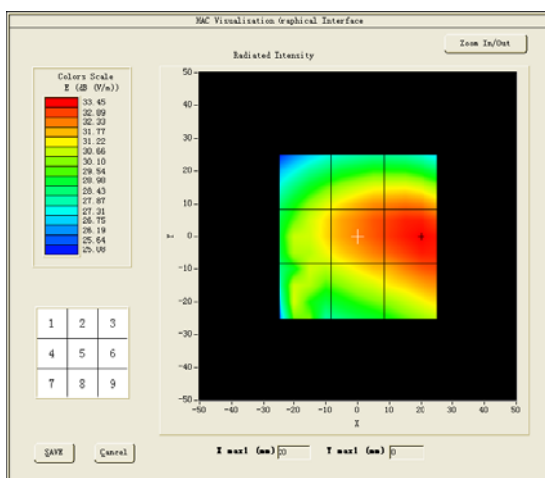 HAC Visualisation Graphical Interface
Zoom In/Out
Radiated Intensity
Colors Scale
E (dB (V/m))
33.45
32.89
32.33
31.77
31.22
30.66
30.10
29.54
28.98
28.43
27.87
27.31
26.75
26.19
25.64
25.08
50
40
30
20
10
0
-10
-20
-30
-40
-50
Y
-50 -40 -30 -20 -10 0 10 20 30 40 50
X
1 2 3
4 5 6
7 8 9
SAVE
Cancel
X max1 (mm) 20
Y max1 (mm) 0